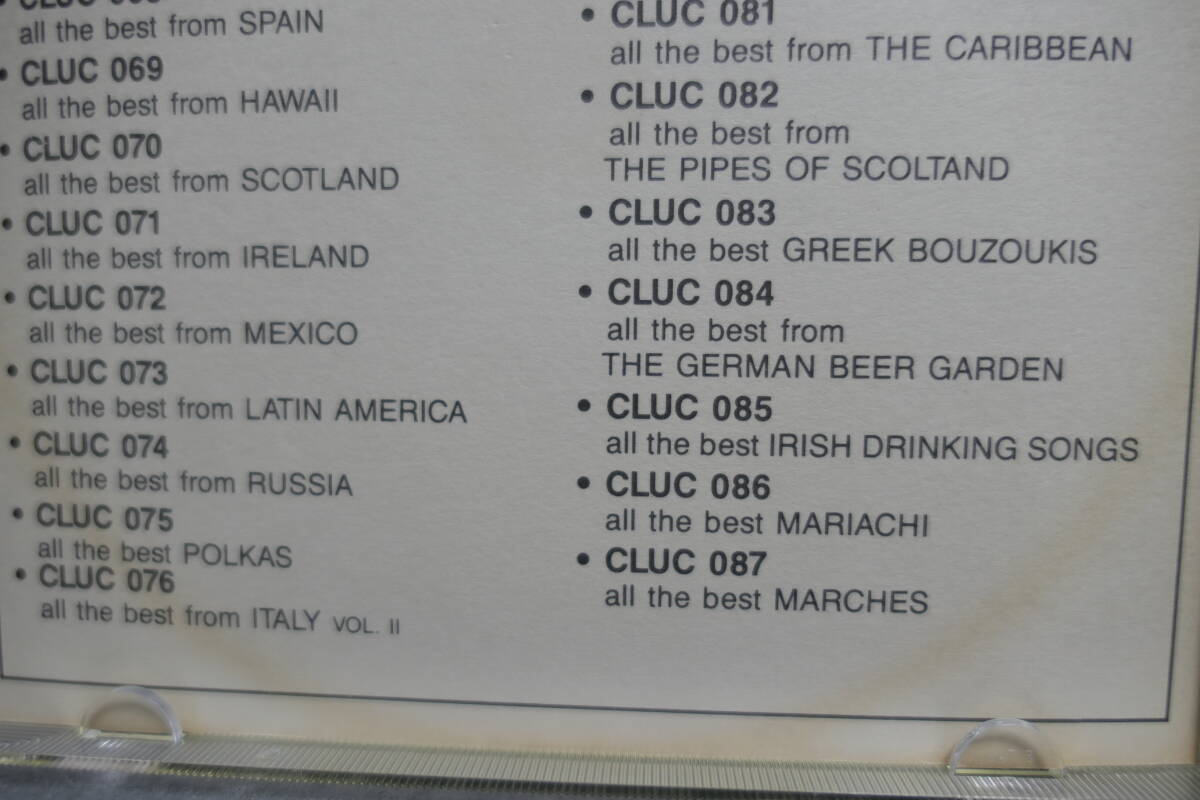 all the best from SPAIN
• CLUC 069
all the best from HAWAII
• CLUC 070
all the best from SCOTLAND
• CLUC 071
all the best from IRELAND
• CLUC 072
all the best from MEXICO
• CLUC 073
all the best from LATIN AMERICA
• CLUC 074
all the best from RUSSIA
• CLUC 075
all the best POLKAS
• CLUC 076
all the best from ITALY VOL. II
• CLUC 081
all the best from THE CARIBBEAN
• CLUC 082
all the best from
THE PIPES OF SCOLTAND
• CLUC 083
all the best GREEK BOUZOUKIS
• CLUC 084
all the best from
THE GERMAN BEER GARDEN
• CLUC 085
all the best IRISH DRINKING SONGS
• CLUC 086
all the best MARIACHI
• CLUC 087
all the best MARCHES